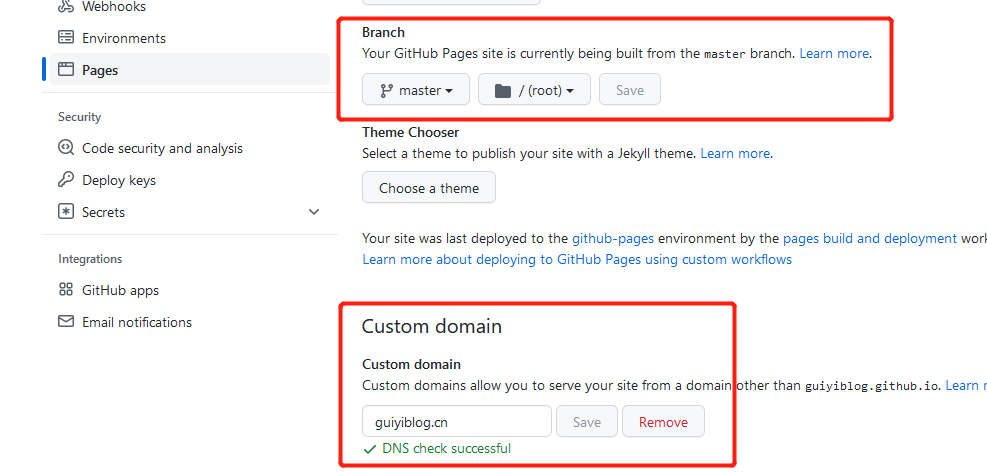 Webhooks
Environments
Pages
Security
Code security and analysis
Deploy keys
Secrets
Integrations
GitHub apps
Email notifications
Branch
Your GitHub Pages site is currently being built from the master branch. Learn more.
master / (root) Save
Theme Chooser
Select a theme to publish your site with a Jekyll theme. Learn more.
Choose a theme
Your site was last deployed to the github-pages environment by the pages build and deployment work
Learn more about deploying to GitHub Pages using custom workflows
Custom domain
Custom domain
Custom domains allow you to serve your site from a domain other than guiyiblog.github.io. Learn
guiyiblog.cn Save Remove
DNS check successful